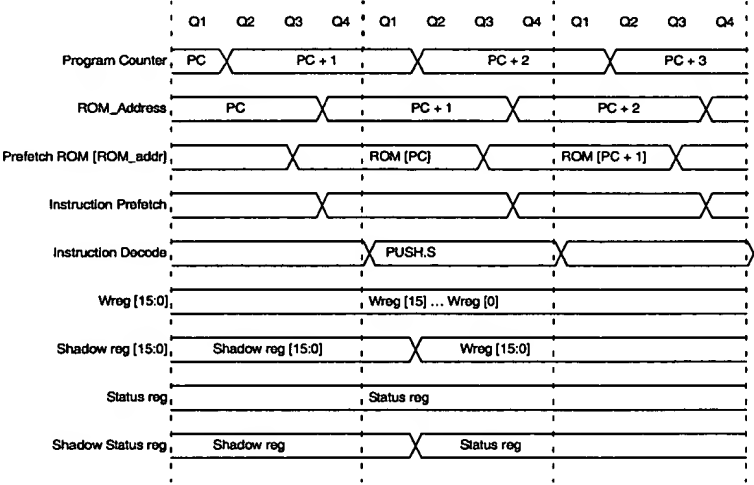 Q1 Q2 Q3 Q4 Q1 Q2 Q3 Q4 Q1 Q2 Q3 Q4
Program Counter PC PC + 1 PC + 2 PC + 3
ROM_Address PC PC + 1 PC + 2
Prefetch ROM [ROM_addr] ROM [PC] ROM [PC + 1]
Instruction Prefetch
Instruction Decode PUSH.S
Wreg [15:0] Wreg [15] ... Wreg [0]
Shadow reg [15:0] Shadow reg [15:0] Wreg [15:0]
Status reg Status reg
Shadow Status reg Shadow reg Status reg